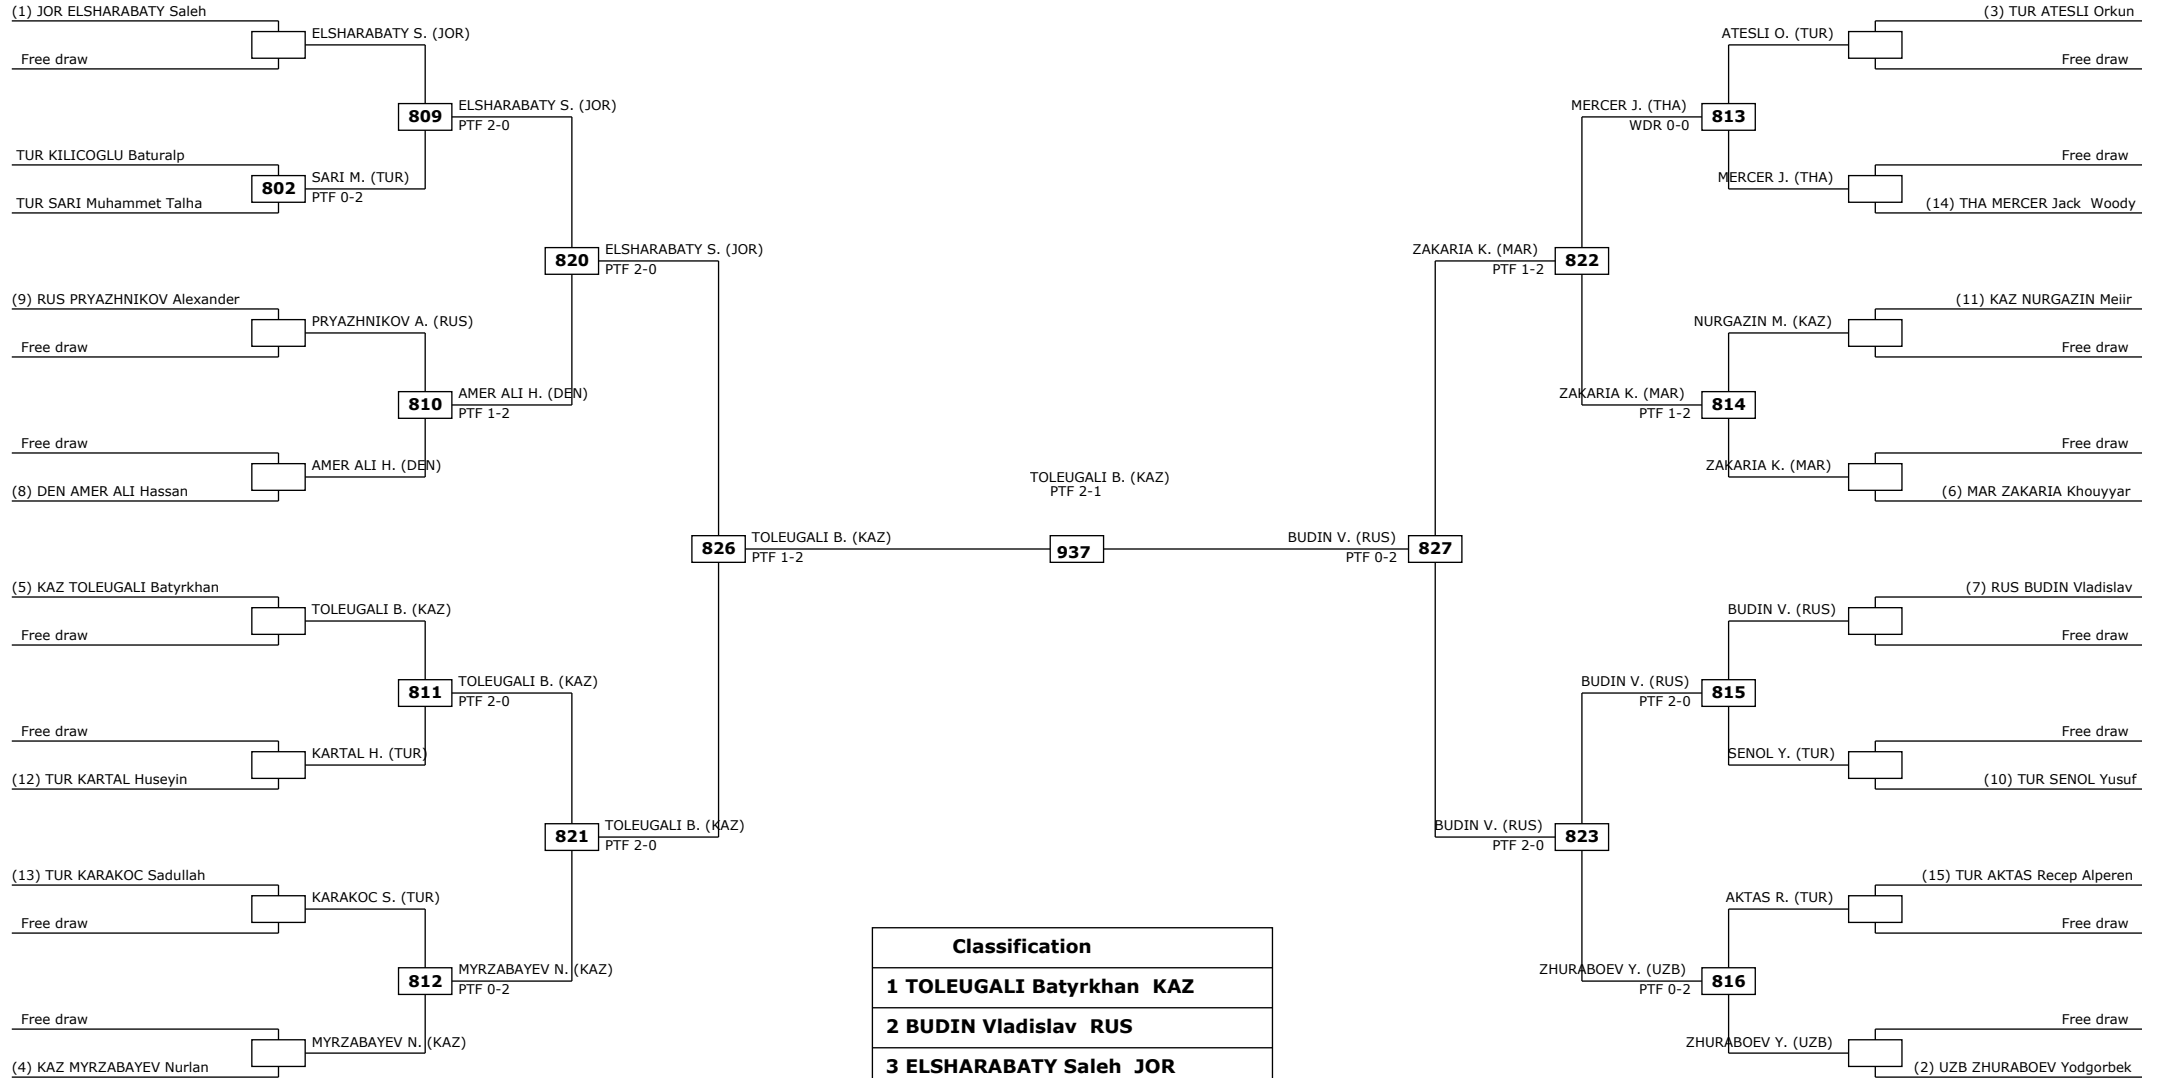 (1) JOR ELSHARABATY Saleh
ELSHARABATY S. (JOR)
Free draw
809
ELSHARABATY S. (JOR)
PTF 2-0
TUR KILICOGLU Baturalp
802
SARI M. (TUR)
PTF 0-2
TUR SARI Muhammet Talha
820
ELSHARABATY S. (JOR)
PTF 2-0
(9) RUS PRYAZHNIKOV Alexander
PRYAZHNIKOV A. (RUS)
Free draw
810
AMER ALI H. (DEN)
PTF 1-2
Free draw
AMER ALI H. (DEN)
(8) DEN AMER ALI Hassan
826
TOLEUGALI B. (KAZ)
PTF 1-2
(5) KAZ TOLEUGALI Batyrkhan
TOLEUGALI B. (KAZ)
Free draw
811
TOLEUGALI B. (KAZ)
PTF 2-0
Free draw
KARTAL H. (TUR)
(12) TUR KARTAL Huseyin
821
TOLEUGALI B. (KAZ)
PTF 2-0
(13) TUR KARAKOC Sadullah
KARAKOC S. (TUR)
Free draw
812
MYRZABAYEV N. (KAZ)
PTF 0-2
Free draw
MYRZABAYEV N. (KAZ)
(4) KAZ MYRZABAYEV Nurlan
TOLEUGALI B. (KAZ)
PTF 2-1
937
(3) TUR ATESLI Orkun
ATESLI O. (TUR)
Free draw
MERCER J. (THA)
WDR 0-0
813
Free draw
MERCER J. (THA)
(14) THA MERCER Jack  Woody
ZAKARIA K. (MAR)
PTF 1-2
822
(11) KAZ NURGAZIN Meiir
NURGAZIN M. (KAZ)
Free draw
ZAKARIA K. (MAR)
PTF 1-2
814
Free draw
ZAKARIA K. (MAR)
(6) MAR ZAKARIA Khouyyar
BUDIN V. (RUS)
PTF 0-2
827
(7) RUS BUDIN Vladislav
BUDIN V. (RUS)
Free draw
BUDIN V. (RUS)
PTF 2-0
815
Free draw
SENOL Y. (TUR)
(10) TUR SENOL Yusuf
BUDIN V. (RUS)
PTF 2-0
823
(15) TUR AKTAS Recep Alperen
AKTAS R. (TUR)
Free draw
ZHURABOEV Y. (UZB)
PTF 0-2
816
Free draw
ZHURABOEV Y. (UZB)
(2) UZB ZHURABOEV Yodgorbek
Classification
1 TOLEUGALI Batyrkhan  KAZ
2 BUDIN Vladislav  RUS
3 ELSHARABATY Saleh  JOR